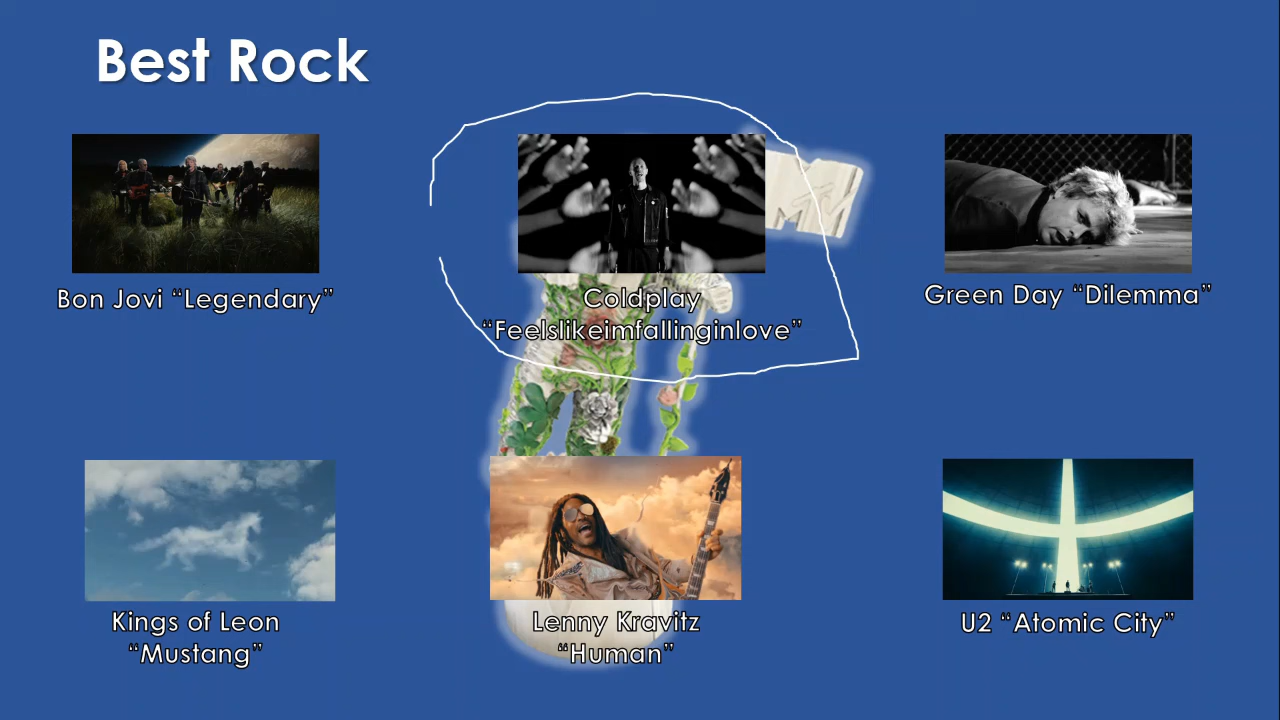 Best Rock
Bon Jovi “Legendary”
Coldplay
“Feelslikeimfallinginlove”
Green Day “Dilemma”
MTV
Kings of Leon
“Mustang”
Lenny Kravitz
“Human”
U2 “Atomic City”